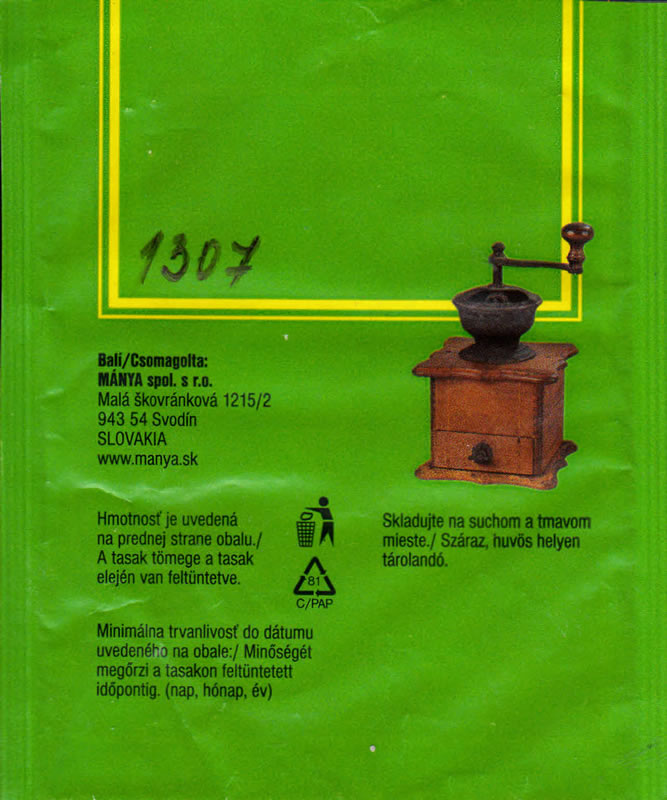 1307
Balí/Csomagolta:
MÁNYA spol. s r.o.
Malá škovránková 1215/2
943 54 Svodín
SLOVAKIA
www.manya.sk
Hmotnosť je uvedená
na prednej strane obalu./
A tasak tömege a tasak
elején van feltüntetve.
81
C/PAP
Skladujte na suchom a tmavom
mieste./ Száraz, huvös helyen
tárolandó.
Minimálna trvanlivosť do dátumu
uvedeného na obale:/ Minőségét
megőrzi a tasakon feltüntetett
időpontig. (nap, hónap, év)